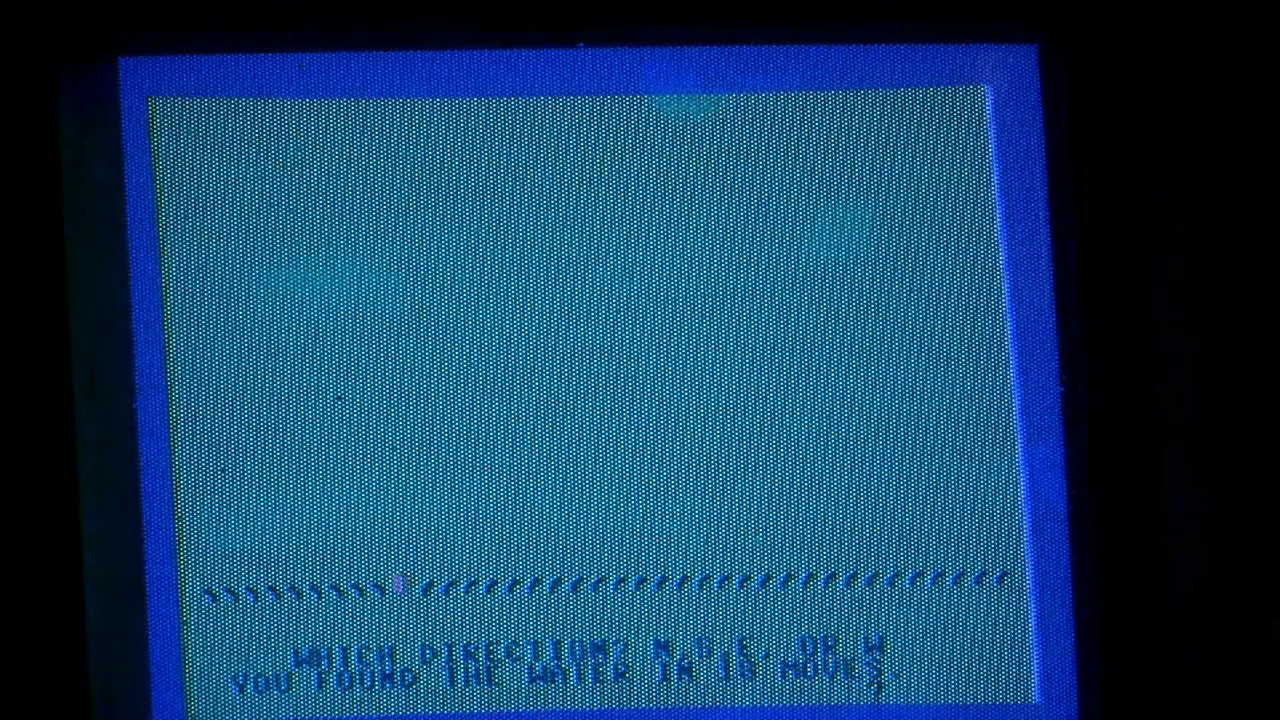 WHICH DIRECTION? N,S,E, OR W
YOU FOUND THE WATER IN MOVES.